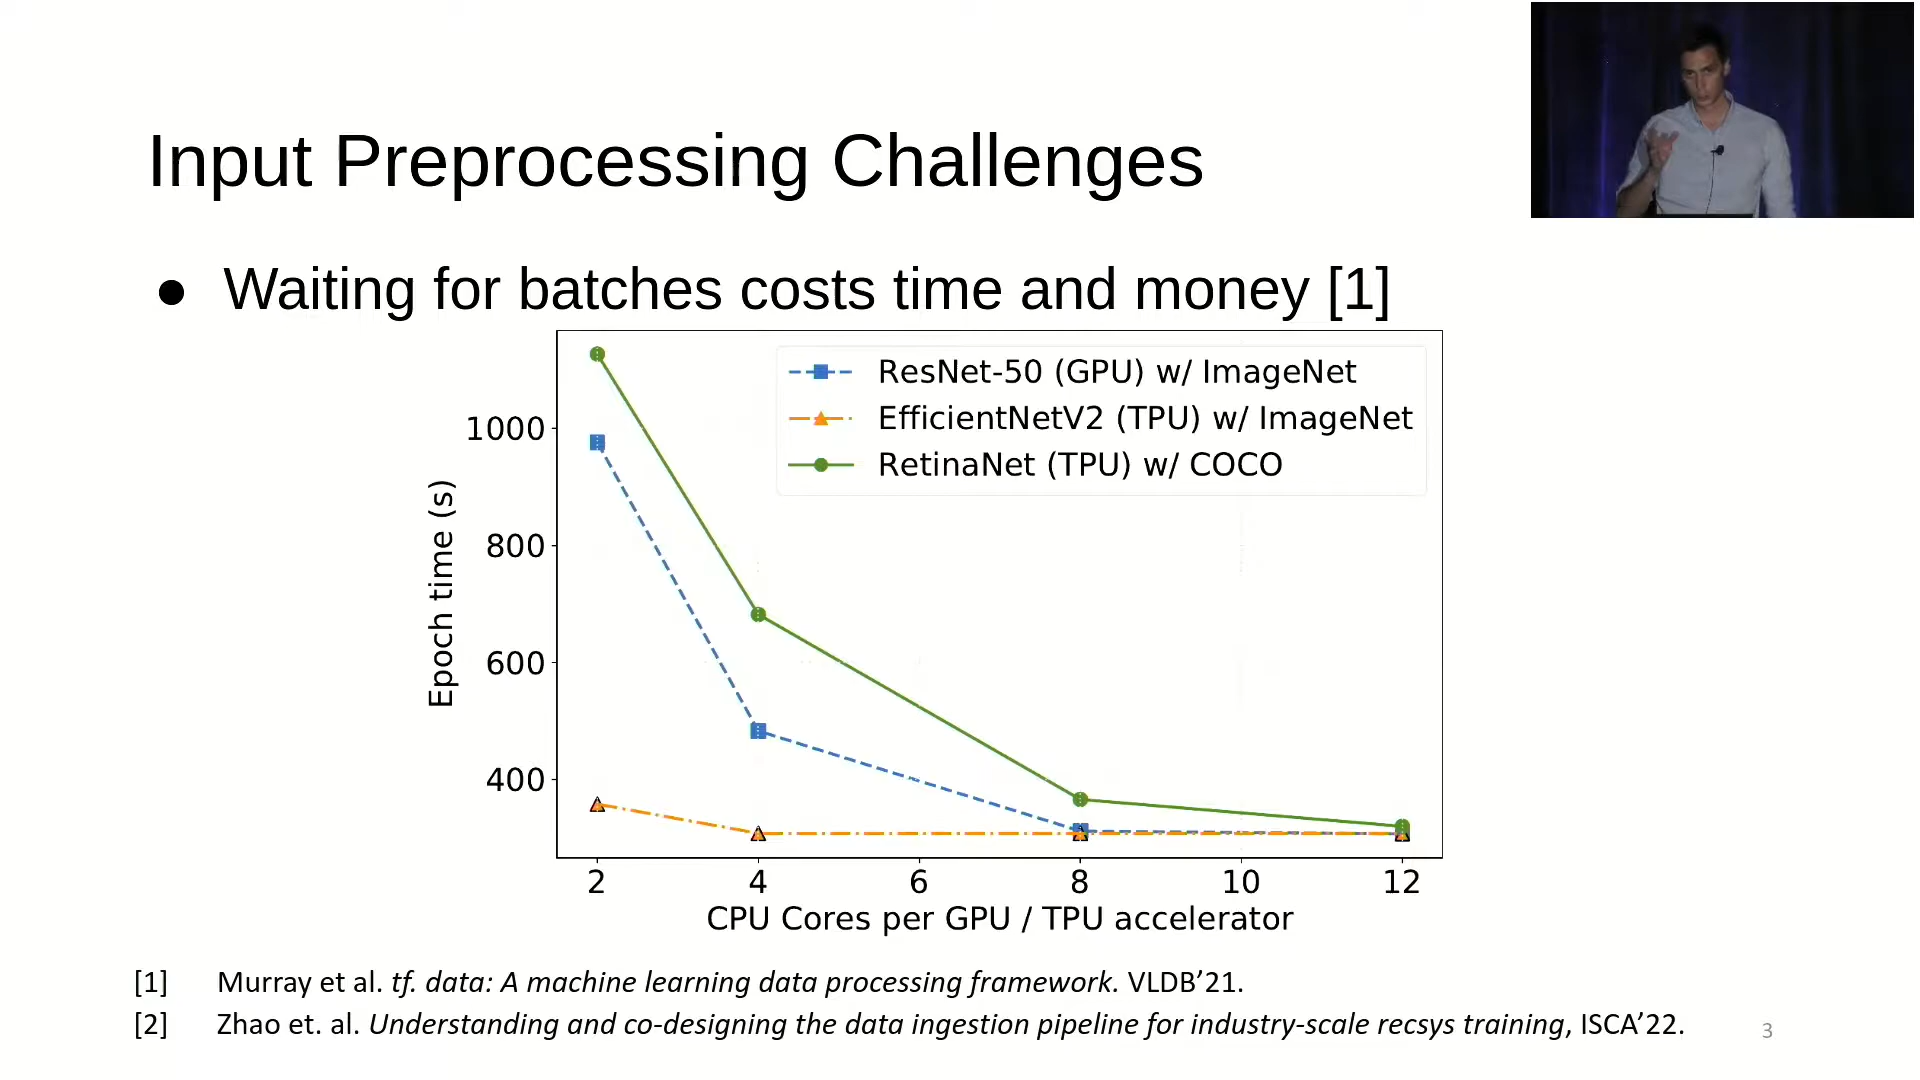 Input Preprocessing Challenges
● Waiting for batches costs time and money [1]
ResNet-50 (GPU) w/ ImageNet
EfficientNetV2 (TPU) w/ ImageNet
RetinaNet (TPU) w/ COCO
Epoch time (s)
1000
800
600
400
2 4 6 8 10 12
CPU Cores per GPU / TPU accelerator
[1] Murray et al. tf. data: A machine learning data processing framework. VLDB’21.
[2] Zhao et. al. Understanding and co-designing the data ingestion pipeline for industry-scale recsys training, ISCA’22.
3